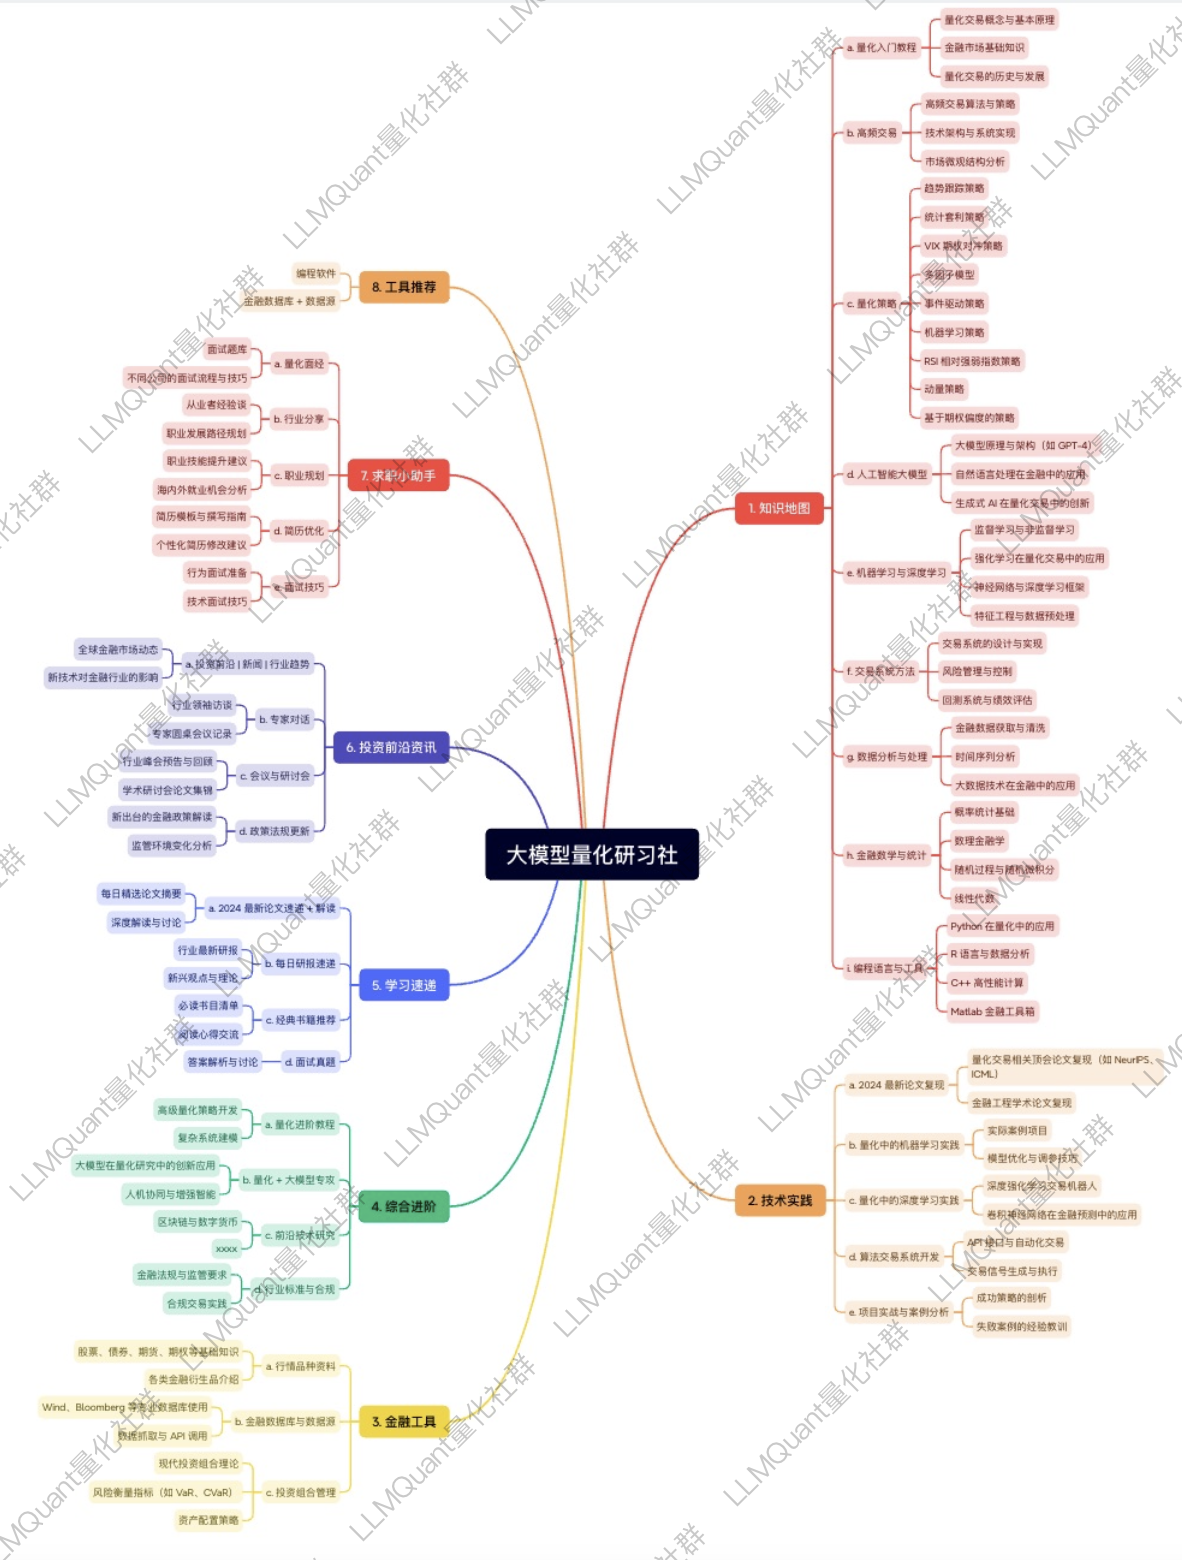 大模型量化研习社
1. 知识地图
a. 量化入门教程
量化交易概念与基本原理
金融市场基础知识
量化交易的历史与发展
b. 高频交易
高频交易算法与策略
技术架构与系统实现
市场微观结构分析
c. 量化策略
趋势跟踪策略
统计套利策略
VIX 期权对冲策略
多因子模型
事件驱动策略
机器学习策略
RSI 相对强弱指数策略
动量策略
基于期权偏度的策略
d. 人工智能大模型
大模型原理与架构（如 GPT-4）
自然语言处理在金融中的应用
生成式 AI 在量化交易中的创新
e. 机器学习与深度学习
监督学习与非监督学习
强化学习在量化交易中的应用
神经网络与深度学习框架
特征工程与数据预处理
f. 交易系统方法
交易系统的设计与实现
风险管理与控制
回测系统与绩效评估
g. 数据分析与处理
金融数据获取与清洗
时间序列分析
大数据技术在金融中的应用
h. 金融数学与统计
概率统计基础
数理金融学
随机过程与随机微积分
线性代数
i. 编程语言与工具
Python 在量化中的应用
R 语言与数据分析
C++ 高性能计算
Matlab 金融工具箱
2. 技术实践
a. 2024 最新论文复现
量化交易相关顶会论文复现（如 NeurIPS、
ICML）
金融工程学术论文复现
b. 量化中的机器学习实践
实际案例项目
模型优化与调参技巧
c. 量化中的深度学习实践
深度强化学习交易机器人
卷积神经网络在金融预测中的应用
d. 算法交易系统开发
API 接口与自动化交易
交易信号生成与执行
e. 项目实战与案例分析
成功策略的剖析
失败案例的经验教训
8. 工具推荐
编程软件
金融数据库 + 数据源
7. 求职小助手
a. 量化面经
面试题库
不同公司的面试流程与技巧
b. 行业分享
从业者经验谈
职业发展路径规划
c. 职业规划
职业技能提升建议
海内外就业机会分析
d. 简历优化
简历模板与撰写指南
个性化简历修改建议
e. 面试技巧
行为面试准备
技术面试技巧
6. 投资前沿资讯
a. 投资前沿 | 新闻 | 行业趋势
全球金融市场动态
新技术对金融行业的影响
b. 专家对话
行业领袖访谈
专家圆桌会议记录
c. 会议与研讨会
行业峰会预告与回顾
学术研讨会论文集锦
d. 政策法规更新
新出台的金融政策解读
监管环境变化分析
5. 学习速递
a. 2024 最新论文速递 + 解读
每日精选论文摘要
深度解读与讨论
b. 每日研报速递
行业最新研报
新兴观点与理论
c. 经典书籍推荐
必读书目清单
阅读心得交流
d. 面试真题
答案解析与讨论
4. 综合进阶
a. 量化进阶教程
高级量化策略开发
复杂系统建模
b. 量化 + 大模型专攻
大模型在量化研究中的创新应用
人机协同与增强智能
c. 前沿技术研究
区块链与数字货币
xxxx
d. 行业标准与合规
金融法规与监管要求
合规交易实践
3. 金融工具
a. 行情品种资料
股票、债券、期货、期权等基础知识
各类金融衍生品介绍
b. 金融数据库与数据源
Wind、Bloomberg 等专业数据库使用
数据抓取与 API 调用
c. 投资组合管理
现代投资组合理论
风险衡量指标（如 VaR、CVaR）
资产配置策略
LLMQuant量化社群